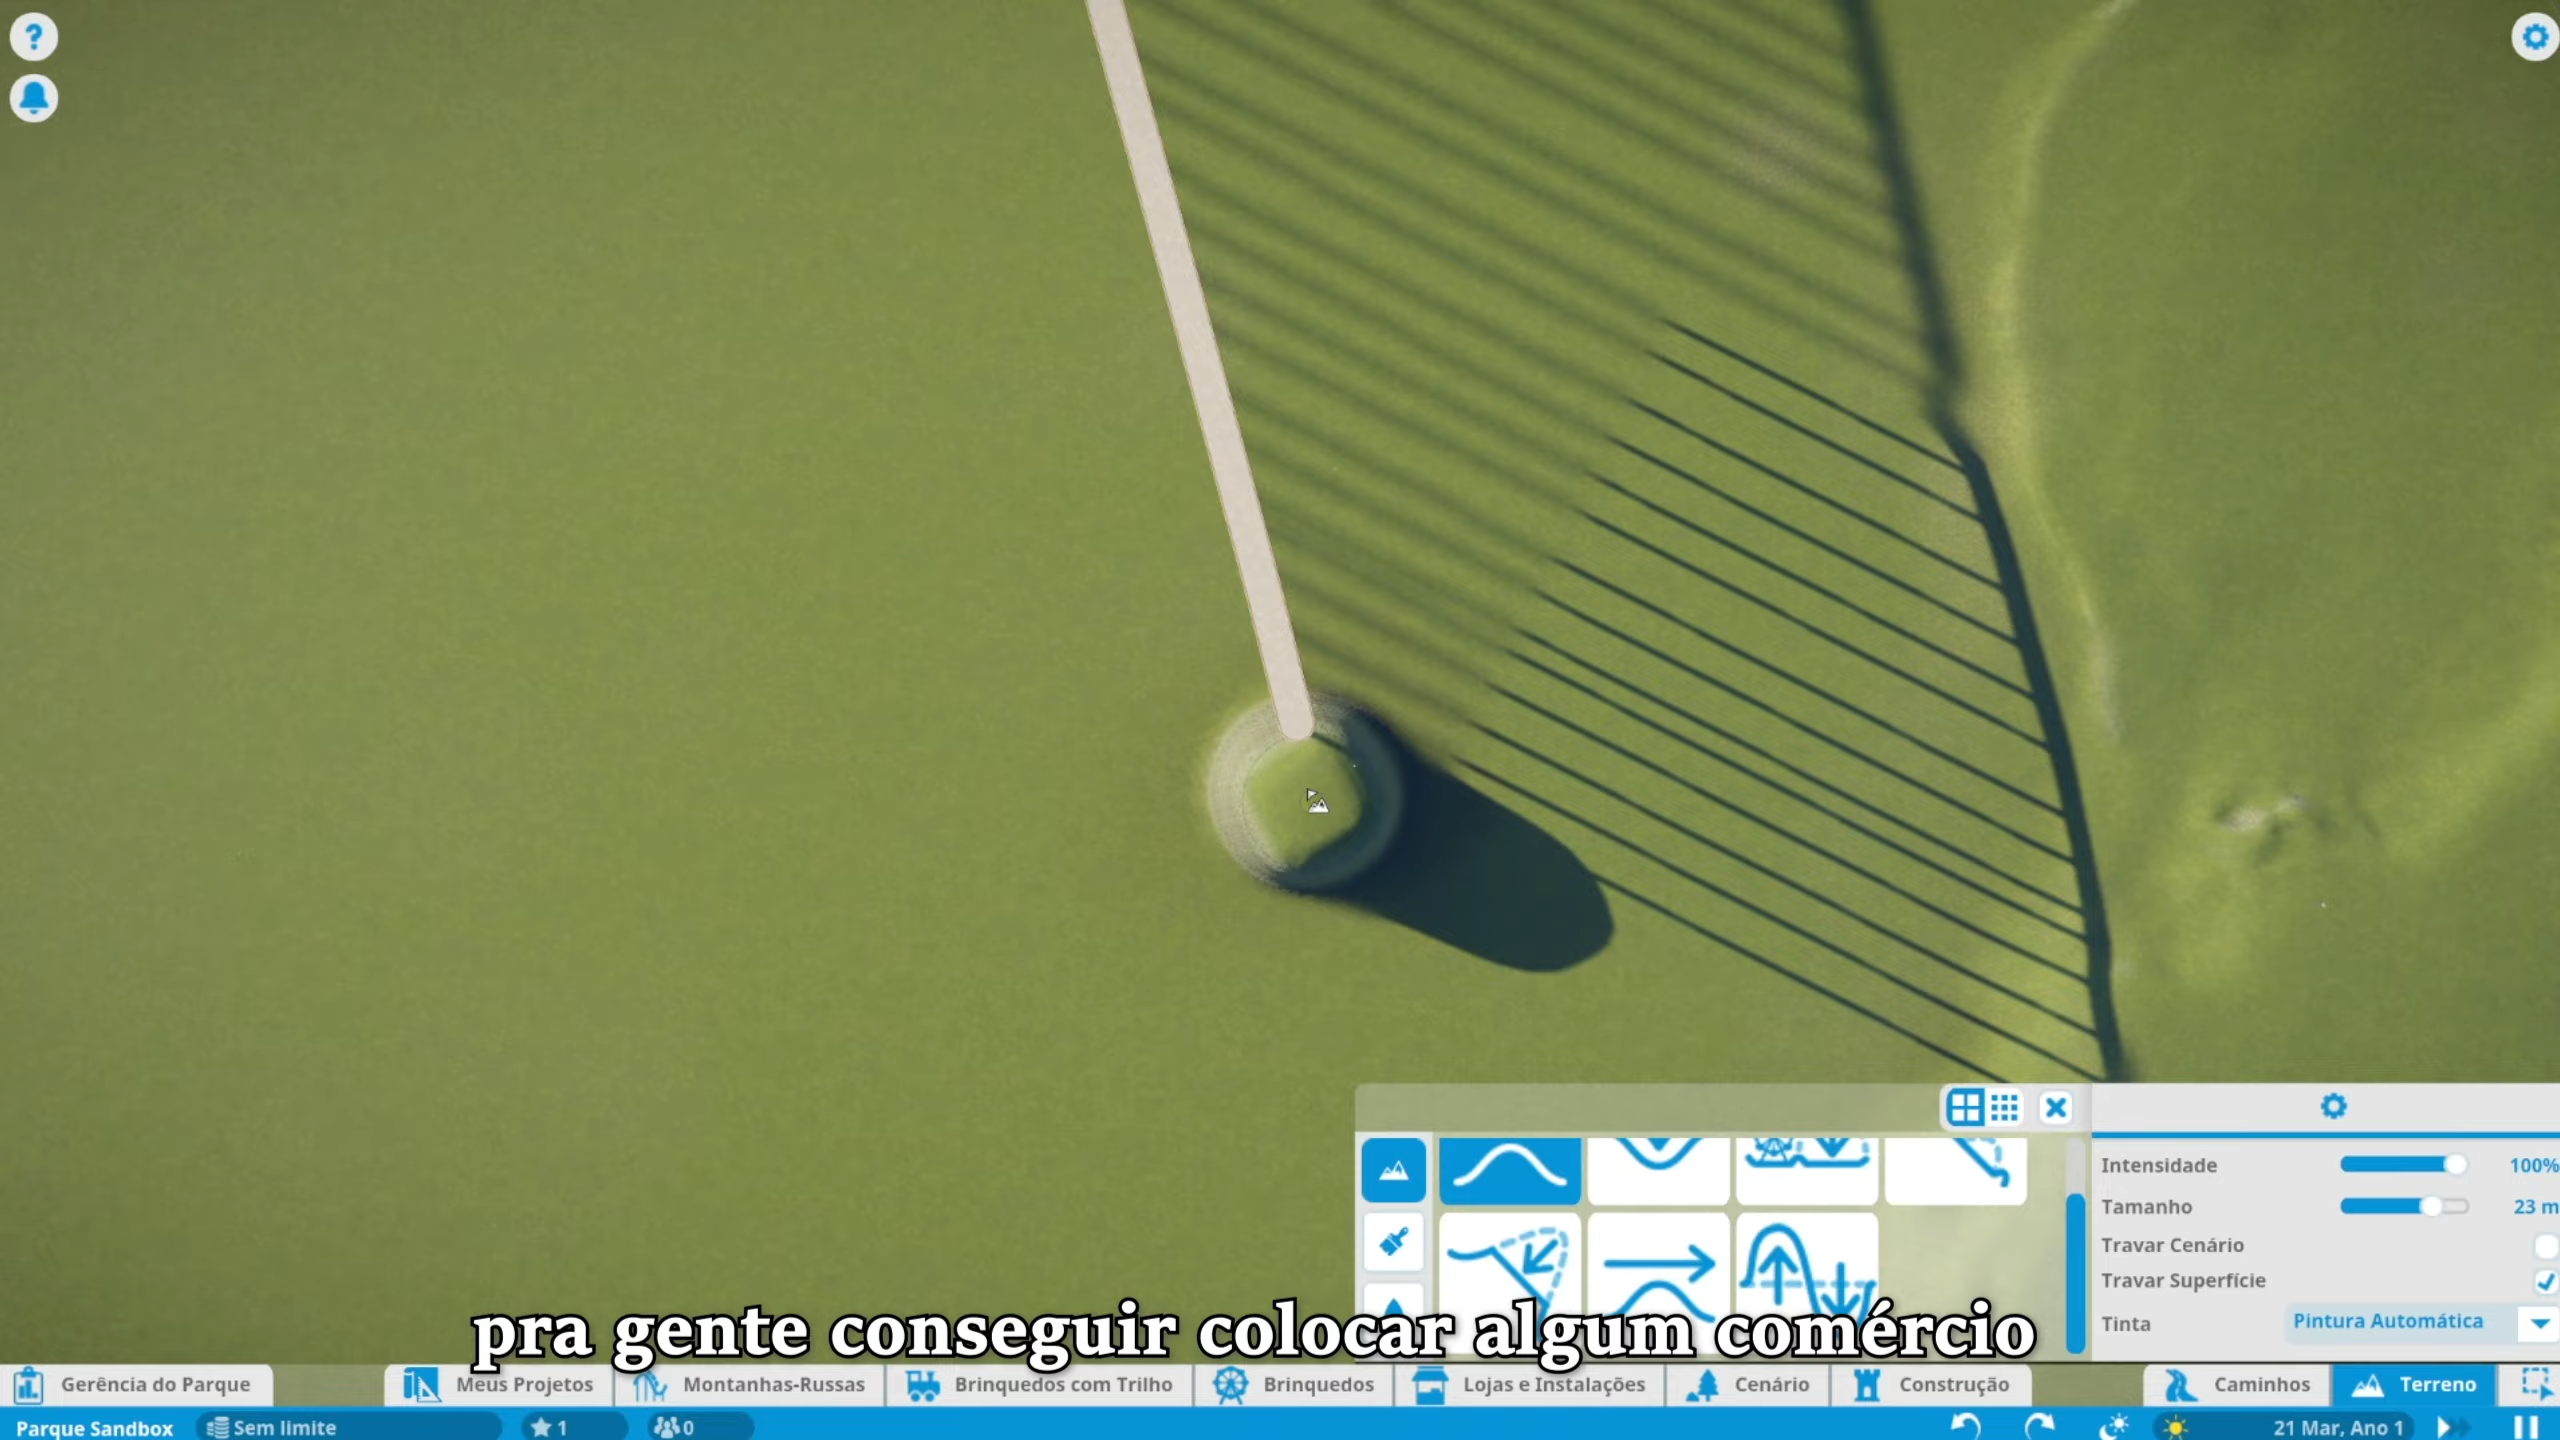 ?
Intensidade 100%
Tamanho 23 m
Travar Cenário
Travar Superfície
Tinta Pintura Automática
pra gente conseguir colocar algum comércio
Gerência do Parque Meus Projetos Montanhas-Russas Brinquedos com Trilho Brinquedos Lojas e Instalações Cenário Construção Caminhos Terreno
Parque Sandbox Sem limite 1 0 21 Mar, Ano 1